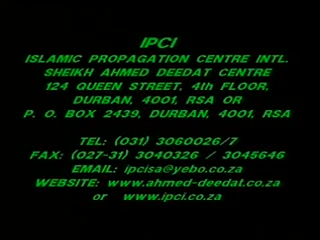 IPCI
ISLAMIC PROPAGATION CENTRE INTL.
SHEIKH AHMED DEEDAT CENTRE
124 QUEEN STREET, 4th FLOOR,
DURBAN, 4001, RSA OR
P. O. BOX 2439, DURBAN, 4001, RSA
TEL: (031) 3060026/7
FAX: (027-31) 3040326 / 3045646
EMAIL: ipcisa@yebo.co.za
WEBSITE: www.ahmed-deedat.co.za
or www.ipci.co.za